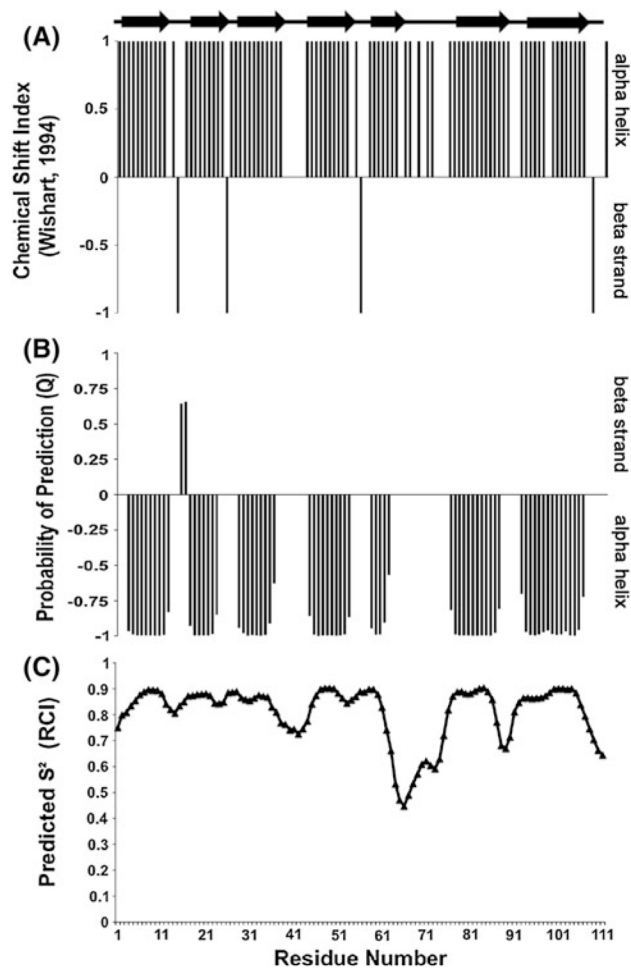 (A)
Chemical Shift Index
(Wishart, 1994)
1
0.5
0
-0.5
-1
alpha helix
beta strand
(B)
Probability of Prediction (Q)
1
0.75
0.5
0.25
0
-0.25
-0.5
-0.75
-1
beta strand
alpha helix
(C)
Predicted S² (RCI)
1
0.9
0.8
0.7
0.6
0.5
0.4
0.3
0.2
0.1
0
1 11 21 31 41 51 61 71 81 91 101 111
Residue Number